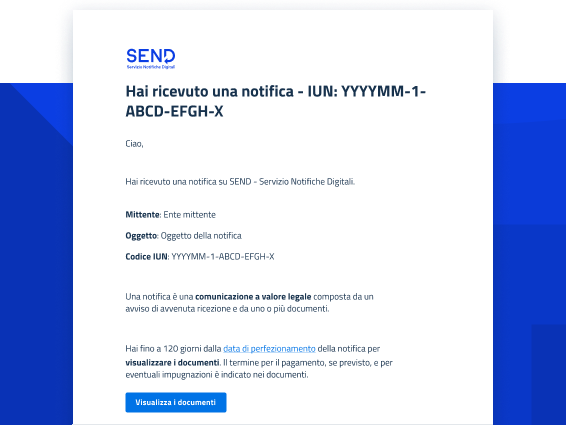 SEND
Servizio Notifiche Digitali
Hai ricevuto una notifica - IUN: YYYYMM-1-
ABCD-EFGH-X
Ciao,
Hai ricevuto una notifica su SEND - Servizio Notifiche Digitali.
Mittente: Ente mittente
Oggetto: Oggetto della notifica
Codice IUN: YYYYMM-1-ABCD-EFGH-X
Una notifica è una comunicazione a valore legale composta da un
avviso di avvenuta ricezione e da uno o più documenti.
Hai fino a 120 giorni dalla data di perfezionamento della notifica per
visualizzare i documenti. Il termine per il pagamento, se previsto, e per
eventuali impugnazioni è indicato nei documenti.
Visualizza i documenti